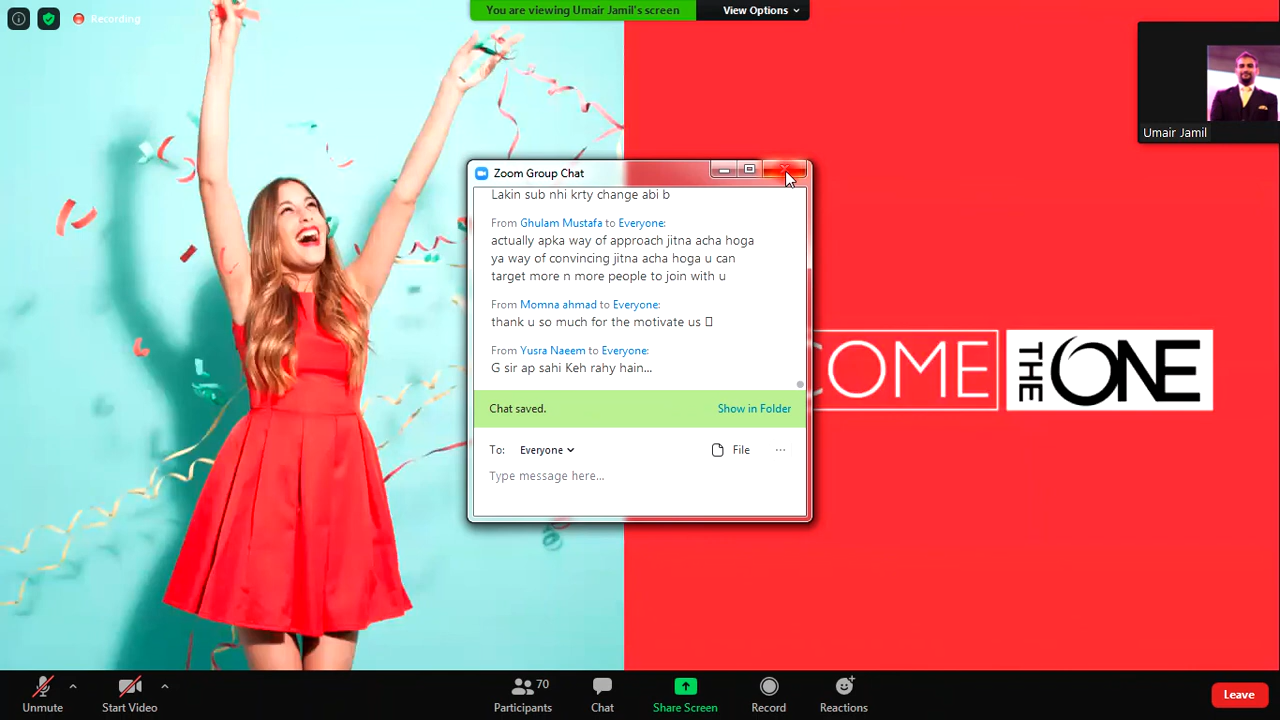 Recording
You are viewing Umair Jamil's screen
View Options
Umair Jamil
Zoom Group Chat
Lakin sub nhi krty change abi b
From Ghulam Mustafa to Everyone:
actually apka way of approach jitna acha hoga
ya way of convincing jitna acha hoga u can
target more n more people to join with u
From Momna ahmad to Everyone:
thank u so much for the motivate us
From Yusra Naeem to Everyone:
G sir ap sahi Keh rahy hain...
Chat saved.
Show in Folder
To: Everyone
File
Type message here...
COME
THE ONE
Unmute
Start Video
70
Participants
Chat
Share Screen
Record
Reactions
Leave